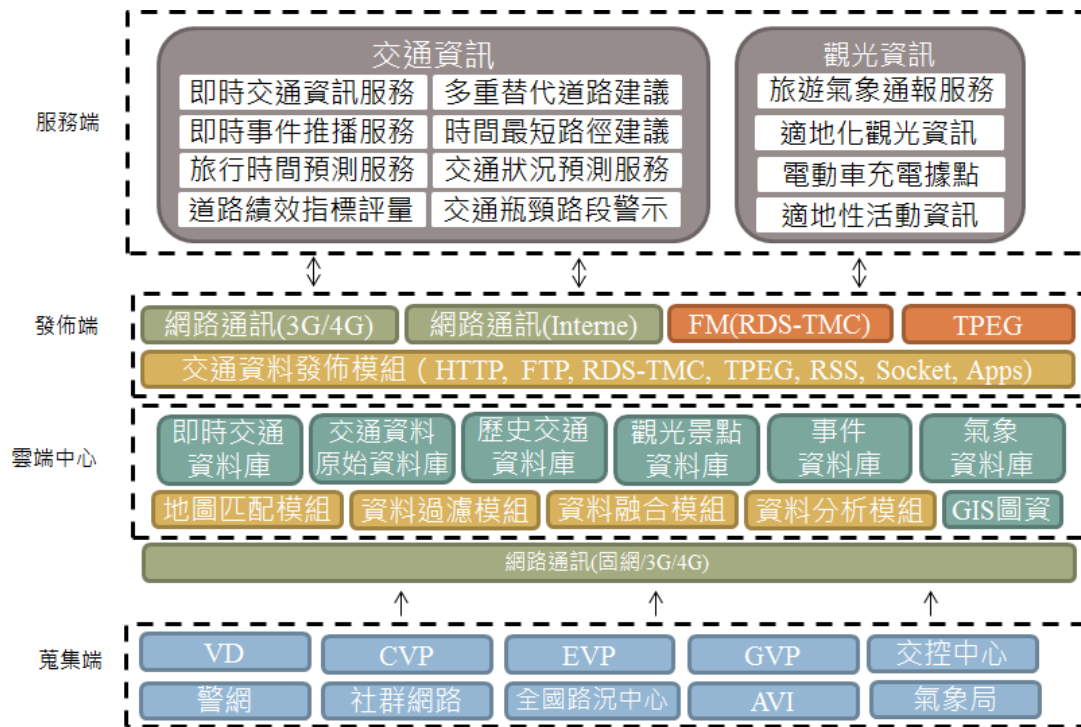 服務端
交通資訊
即時交通資訊服務
多重替代道路建議
即時事件推播服務
時間最短路徑建議
旅行時間預測服務
交通狀況預測服務
道路績效指標評量
交通瓶頸路段警示
觀光資訊
旅遊氣象通報服務
適地化觀光資訊
電動車充電據點
適地性活動資訊
發佈端
網路通訊(3G/4G)
網路通訊(Interne)
FM(RDS-TMC)
TPEG
交通資料發佈模組(HTTP, FTP, RDS-TMC, TPEG, RSS, Socket, Apps)
雲端中心
即時交通
資料庫
交通資料
原始資料庫
歷史交通
資料庫
觀光景點
資料庫
事件
資料庫
氣象
資料庫
地圖匹配模組
資料過濾模組
資料融合模組
資料分析模組
GIS圖資
網路通訊(固網/3G/4G)
蒐集端
VD
CVP
EVP
GVP
交控中心
警網
社群網路
全國路況中心
AVI
氣象局